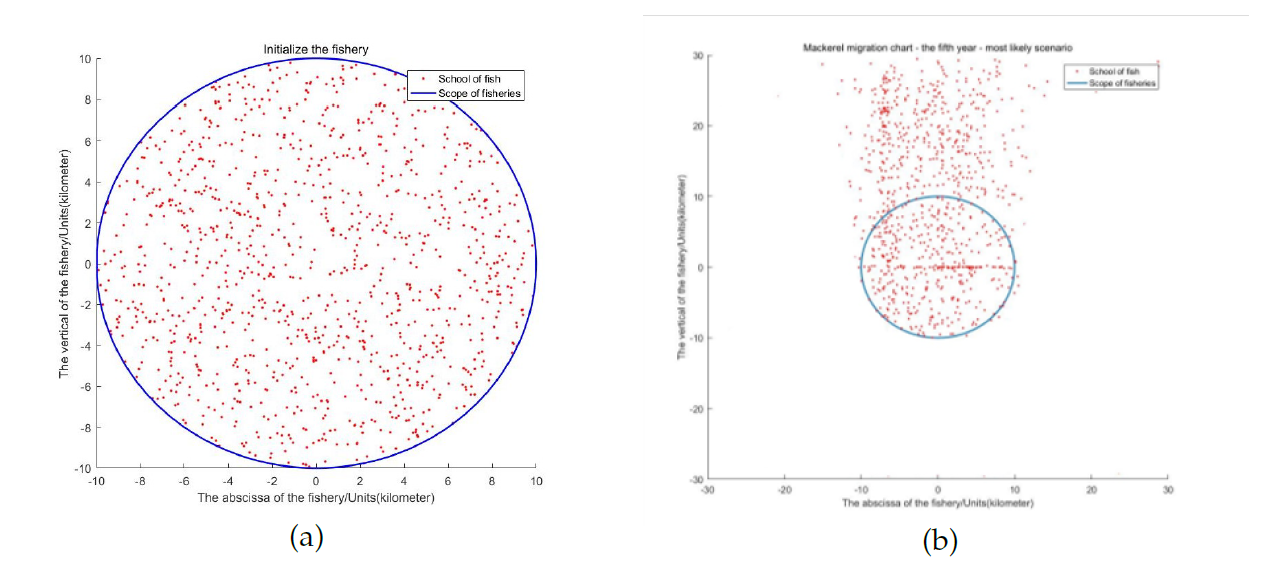 Initialize the fishery
School of fish
Scope of fisheries
10
8
6
4
2
0
-2
-4
-6
-8
-10
The vertical of the fishery/Units(kilometer)
-10 -8 -6 -4 -2 0 2 4 6 8 10
The abscissa of the fishery/Units(kilometer)
(a)
Mackerel migration chart - the fifth year - most likely scenario
School of fish
Scope of fisheries
30
20
10
0
-10
-20
-30
The vertical of the fishery/Units(kilometer)
-30 -20 -10 0 10 20 30
The abscissa of the fishery/Units(kilometer)
(b)